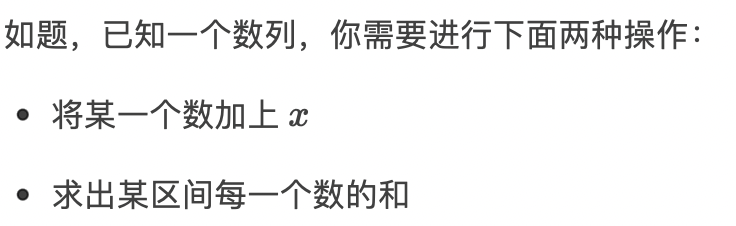 如题，已知一个数列，你需要进行下面两种操作：
• 将某一个数加上 x
• 求出某区间每一个数的和